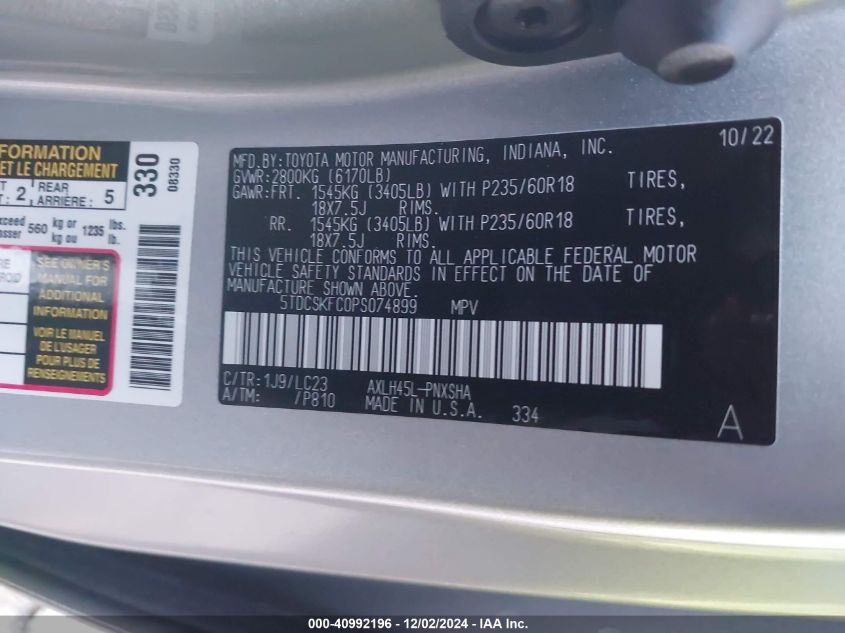 FORMATION
ET LE CHARGEMENT
2
REAR
ARRIÈRE:
5
560
kg or
kg ou
1235
lbs.
lb.
SEE OWNER'S
MANUAL FOR
ADDITIONAL
INFORMATION
VOIR LE MANUEL
DE L'USAGER
POUR PLUS DE
RENSEIGNEMENTS
330
08330
10/22
MFD.BY:TOYOTA MOTOR MANUFACTURING, INDIANA, INC.
GVWR:2800KG (6170LB)
GAWR:FRT. 1545KG (3405LB) WITH P235/60R18 TIRES,
18X7.5J RIMS.
RR. 1545KG (3405LB) WITH P235/60R18 TIRES,
18X7.5J RIMS.
THIS VEHICLE CONFORMS TO ALL APPLICABLE FEDERAL MOTOR
VEHICLE SAFETY STANDARDS IN EFFECT ON THE DATE OF
MANUFACTURE SHOWN ABOVE.
5TDCSKFC0PS074899 MPV
C/TR:1J9/LC23 AXLH45L-PNXSHA
A/TM: /P810 MADE IN U.S.A. 334
A
000-40992196 - 12/02/2024 - IAA Inc.